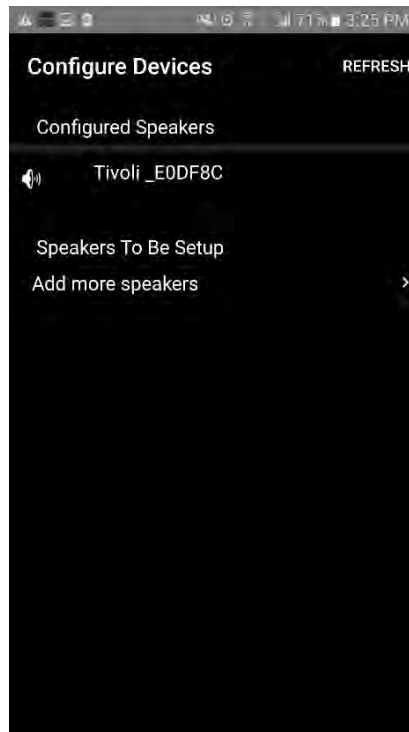 71% 3:25 PM
Configure Devices REFRESH
Configured Speakers
Tivoli _E0DF8C
Speakers To Be Setup
Add more speakers